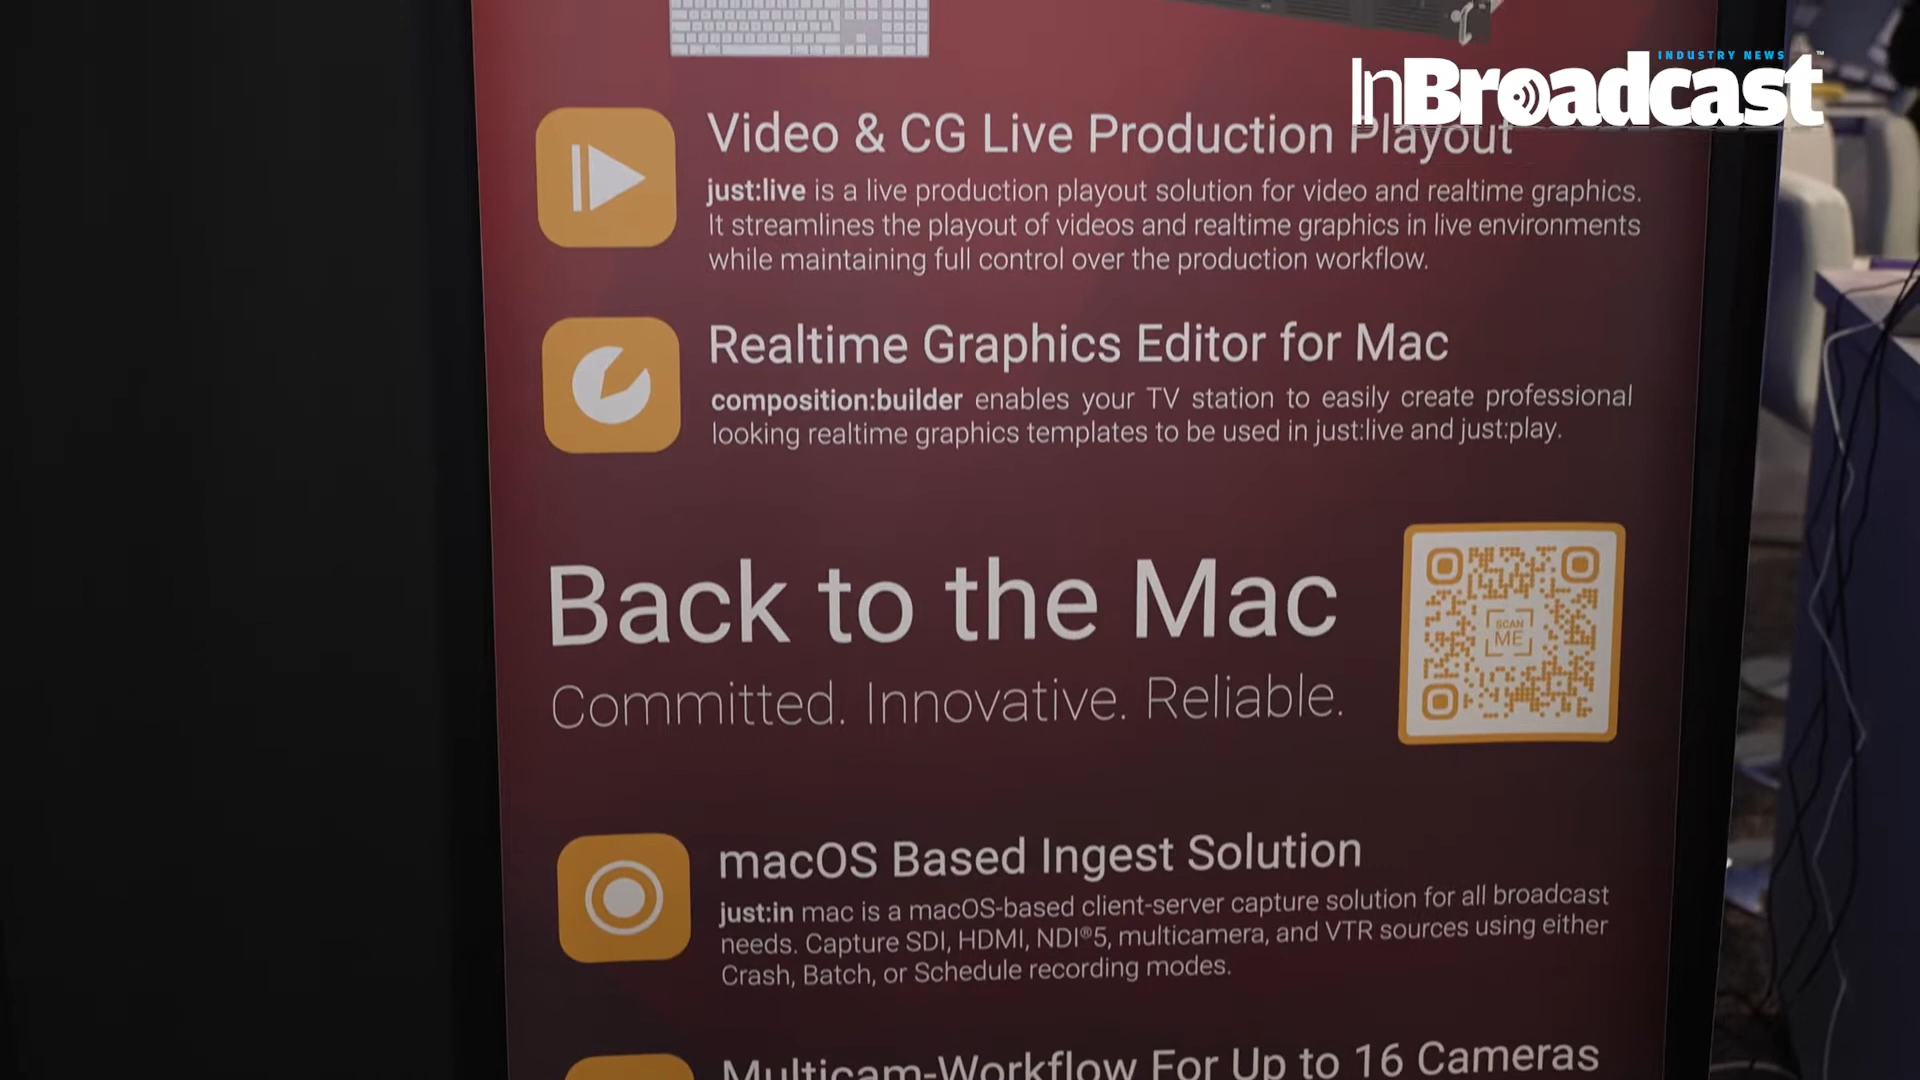 INDUSTRY NEWS
InBroadcast™
Video & CG Live Production Playout
just:live is a live production playout solution for video and realtime graphics.
It streamlines the playout of videos and realtime graphics in live environments
while maintaining full control over the production workflow.
Realtime Graphics Editor for Mac
composition:builder enables your TV station to easily create professional
looking realtime graphics templates to be used in just:live and just:play.
Back to the Mac
Committed. Innovative. Reliable.
SCAN
ME
macOS Based Ingest Solution
just:in mac is a macOS-based client-server capture solution for all broadcast
needs. Capture SDI, HDMI, NDI®5, multicamera, and VTR sources using either
Crash, Batch, or Schedule recording modes.
Multicam-Workflow For Up to 16 Cameras